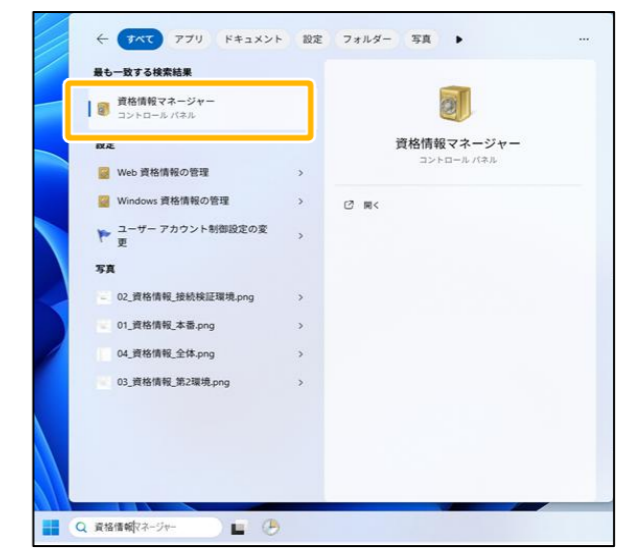 すべて アプリ ドキュメント 設定 フォルダー 写真
最も一致する検索結果
資格情報マネージャー
コントロール パネル
設定
Web 資格情報の管理
Windows 資格情報の管理
ユーザー アカウント制御設定の変
更
写真
02_資格情報_接続検証環境.png
01_資格情報_本番.png
04_資格情報_全体.png
03_資格情報_第2環境.png
資格情報マネージャー
コントロール パネル
開く
資格情報マネージャー